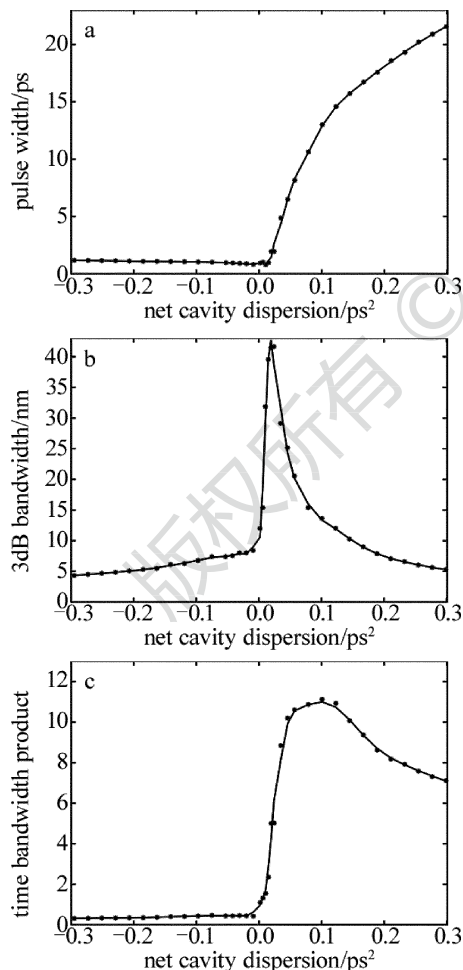 a
20
15
10
5
0
pulse width/ps
−0.3 −0.2 −0.1 0.0 0.1 0.2 0.3
net cavity dispersion/ps²
b
40
35
30
25
20
15
10
5
0
3dB bandwidth/nm
−0.3 −0.2 −0.1 0.0 0.1 0.2 0.3
net cavity dispersion/ps²
c
12
10
8
6
4
2
0
time bandwidth product
−0.3 −0.2 −0.1 0.0 0.1 0.2 0.3
net cavity dispersion/ps²
版权所有 ©